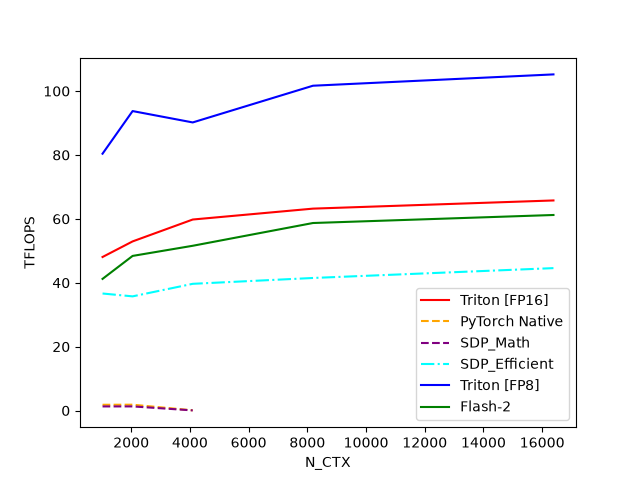 100
80
60
40
20
0
TFLOPS
2000 4000 6000 8000 10000 12000 14000 16000
N_CTX
Triton [FP16]
PyTorch Native
SDP_Math
SDP_Efficient
Triton [FP8]
Flash-2